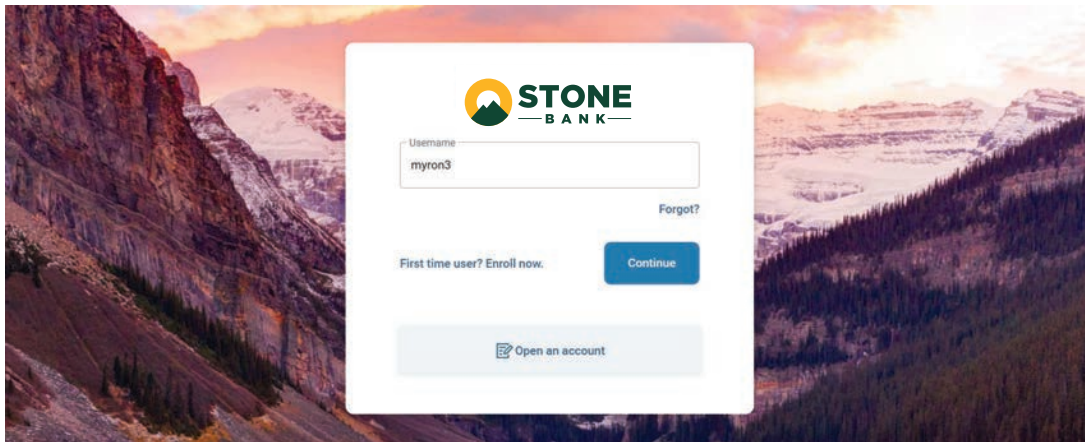 STONE
BANK
Username
myron3
Forgot?
First time user? Enroll now.
Continue
Open an account